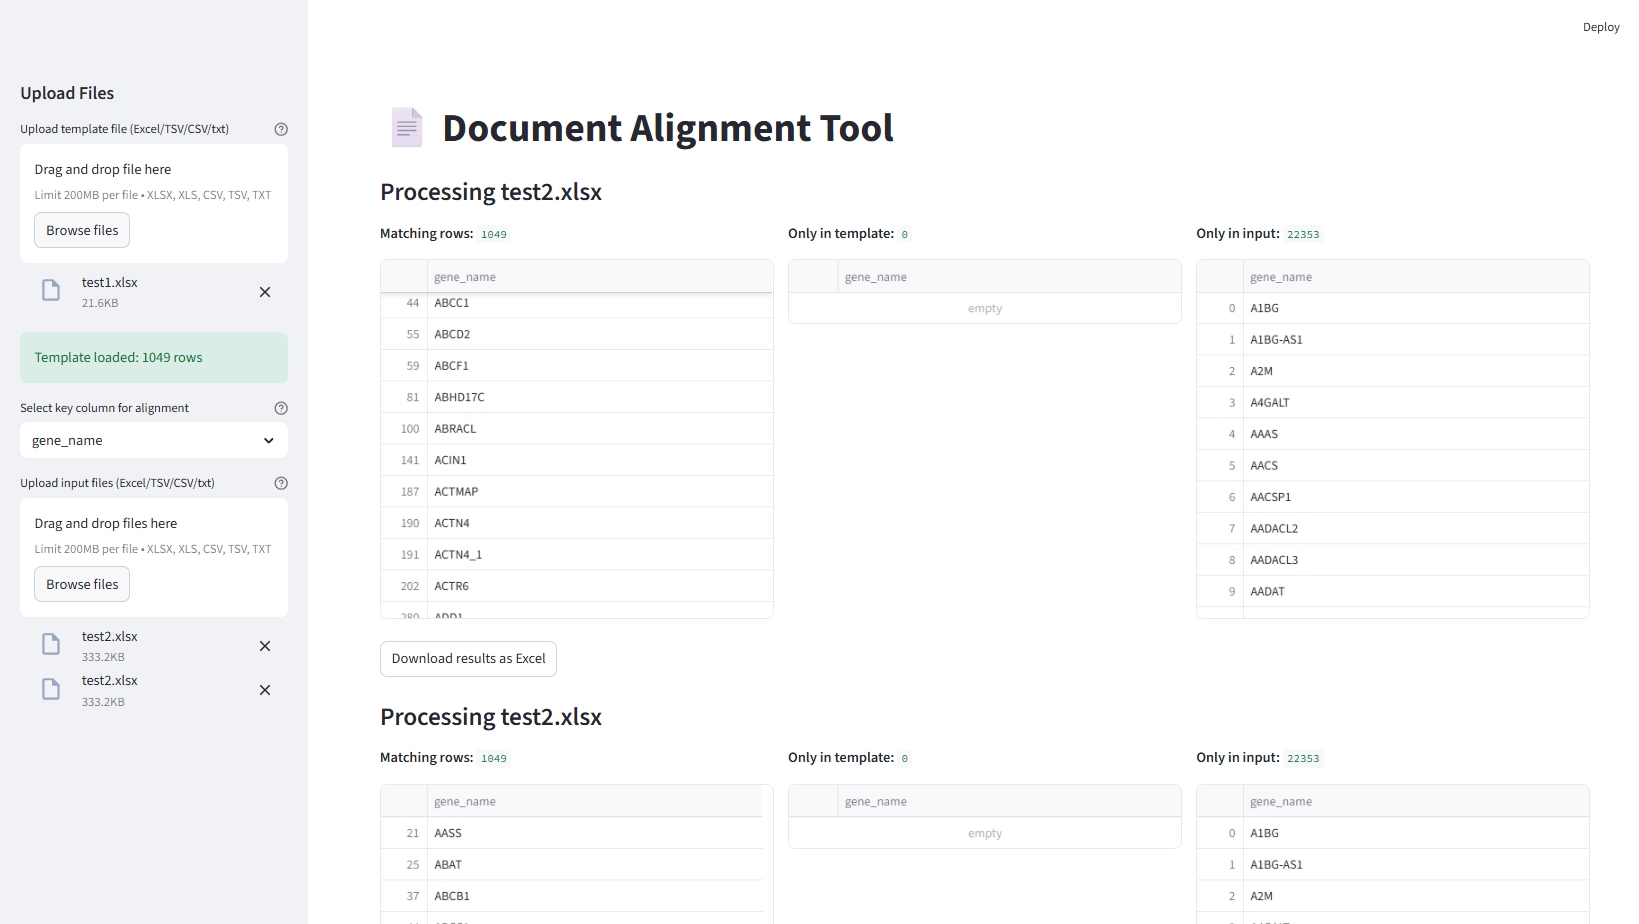 Deploy
Upload Files
Upload template file (Excel/TSV/CSV/txt)
Drag and drop file here
Limit 200MB per file • XLSX, XLS, CSV, TSV, TXT
Browse files
test1.xlsx
21.6KB
Template loaded: 1049 rows
Select key column for alignment
gene_name
Upload input files (Excel/TSV/CSV/txt)
Drag and drop files here
Limit 200MB per file • XLSX, XLS, CSV, TSV, TXT
Browse files
test2.xlsx
333.2KB
test2.xlsx
333.2KB
Document Alignment Tool
Processing test2.xlsx
Matching rows: 1049
gene_name
44 ABCC1
55 ABCD2
59 ABCF1
81 ABHD17C
100 ABRACL
141 ACIN1
187 ACTMAP
190 ACTN4
191 ACTN4_1
202 ACTR6
280 ADD1
Only in template: 0
gene_name
empty
Only in input: 22353
gene_name
0 A1BG
1 A1BG-AS1
2 A2M
3 A4GALT
4 AAAS
5 AACS
6 AACSP1
7 AADACL2
8 AADACL3
9 AADAT
Download results as Excel
Processing test2.xlsx
Matching rows: 1049
gene_name
21 AASS
25 ABAT
37 ABCB1
Only in template: 0
gene_name
empty
Only in input: 22353
gene_name
0 A1BG
1 A1BG-AS1
2 A2M